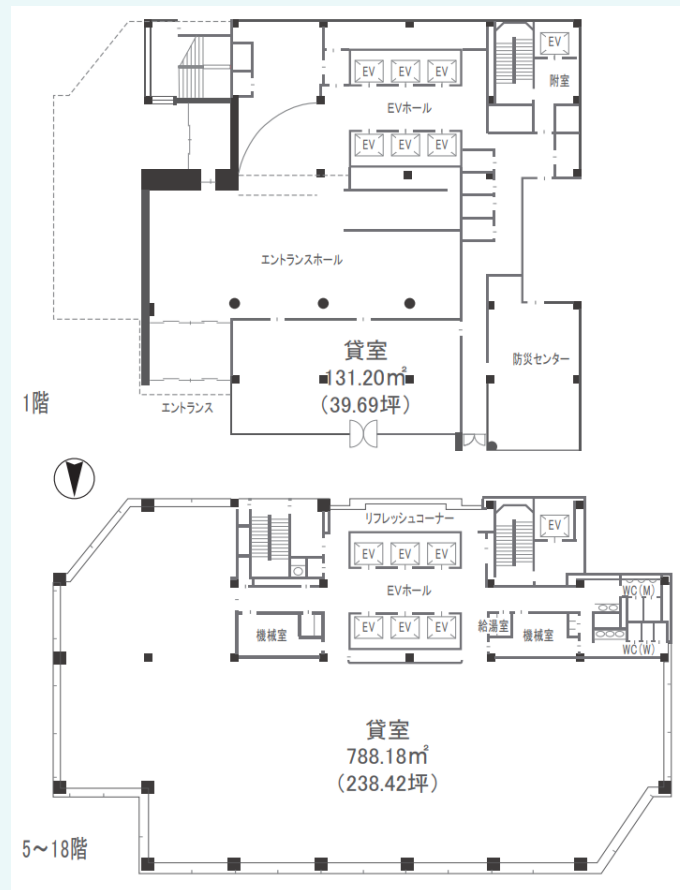 EV
附室
EV EV EV
EVホール
EV EV EV
エントランスホール
貸室
131.20㎡
(39.69坪)
防災センター
1階
エントランス
リフレッシュコーナー
EV
EV EV EV
EVホール
WC(M)
機械室
EV EV EV
給湯室
機械室
WC(W)
貸室
788.18㎡
(238.42坪)
5~18階